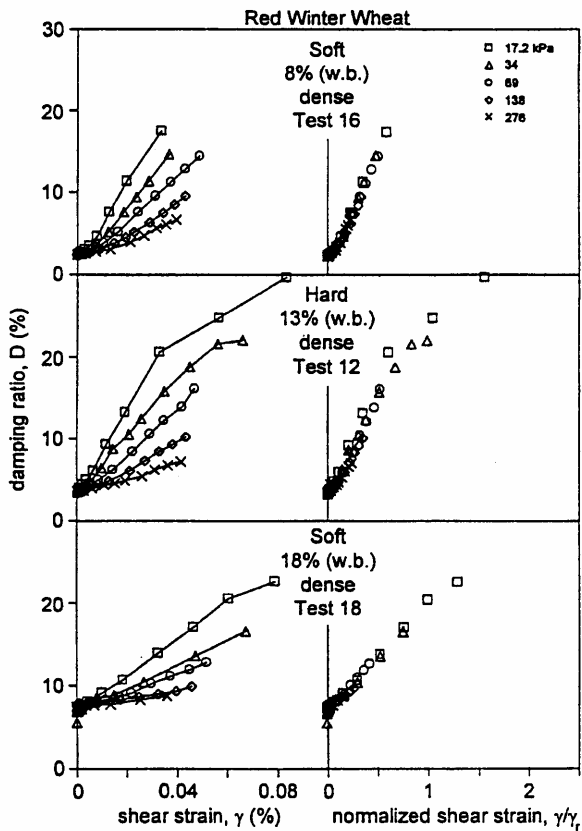 Red Winter Wheat
30
20
10
0
Soft
8% (w.b.)
dense
Test 16
17.2 kPa
34
69
138
276
20
10
0
Hard
13% (w.b.)
dense
Test 12
20
10
0
Soft
18% (w.b.)
dense
Test 18
damping ratio, D (%)
0 0.04 0.08 0 1 2
shear strain, γ (%) normalized shear strain, γ/γr